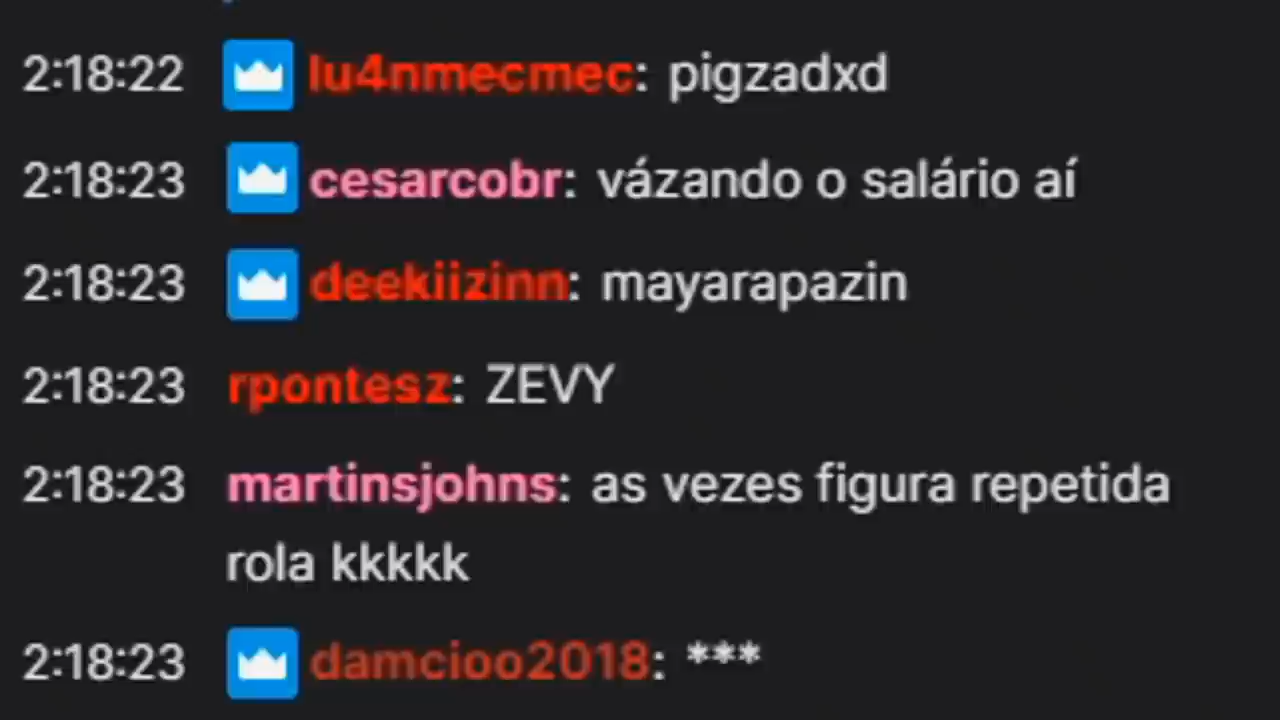 2:18:22 lu4nmecmec: pigzadxd
2:18:23 cesarcobr: vázando o salário aí
2:18:23 deekiizinn: mayarapazin
2:18:23 rpontesz: ZEVY
2:18:23 martinsjohns: as vezes figura repetida
rola kkkkk
2:18:23 damcioo2018: ***